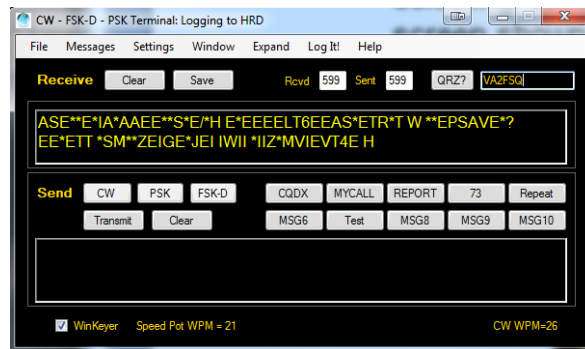 CW - FSK-D - PSK Terminal: Logging to HRD
File Messages Settings Window Expand Log It! Help
Receive Clear Save Rcvd 599 Sent 599 QRZ? VA2FSQ
ASE**E*IA*AAEE**S*E/*H E*EEEELT6EEAS*ETR*T W **EPSAVE*?
EE*ETT *SM**ZEIGE*JEI IWII *IIZ*MVIEVT4E H
Send CW PSK FSK-D CQDX MYCALL REPORT 73 Repeat
Transmit Clear MSG6 Test MSG8 MSG9 MSG10
WinKeyer Speed Pot WPM = 21 CW WPM=26